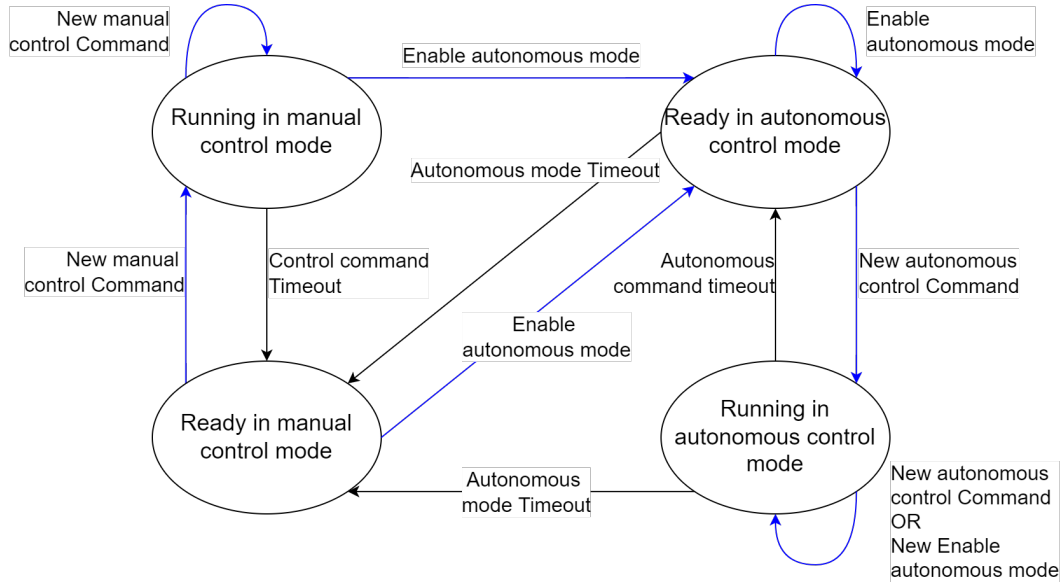 New manual
control Command
Enable autonomous mode
Enable
autonomous mode
Running in manual
control mode
Ready in autonomous
control mode
Autonomous mode Timeout
New manual
control Command
Control command
Timeout
Autonomous
command timeout
New autonomous
control Command
Enable
autonomous mode
Ready in manual
control mode
Running in
autonomous control
mode
Autonomous
mode Timeout
New autonomous
control Command
OR
New Enable
autonomous mode